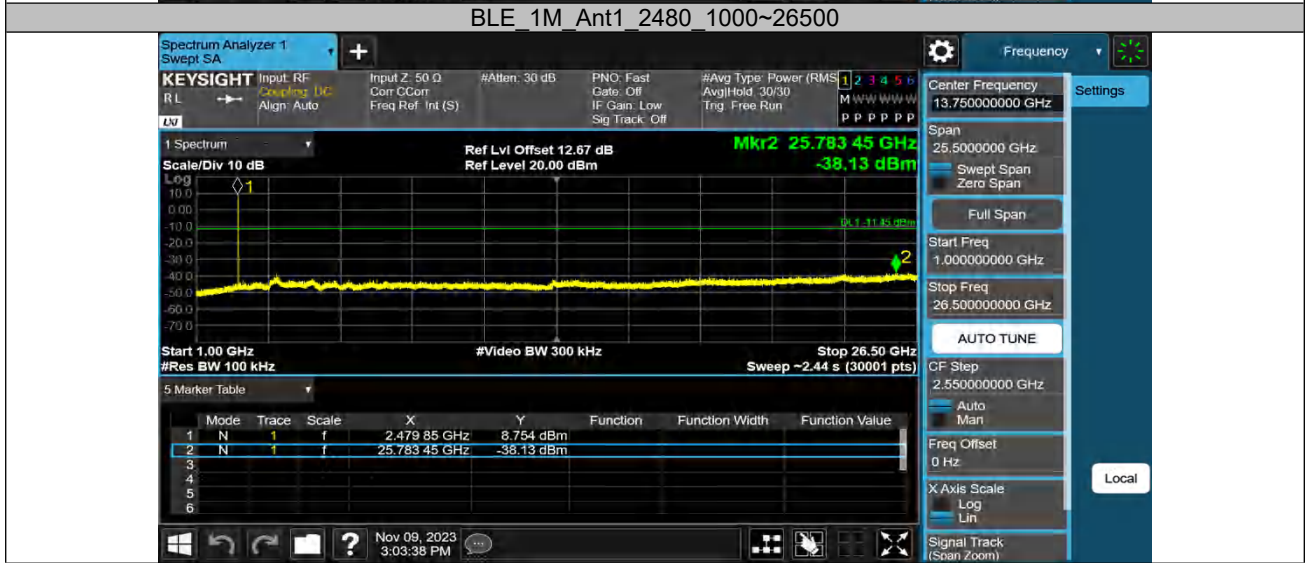 BLE_1M_Ant1_2480_1000~26500
Spectrum Analyzer 1
Swept SA
+
Frequency
KEYSIGHT Input: RF Input Z: 50 Ω #Atten: 30 dB PNO: Fast #Avg Type: Power (RMS 1 2 3 4 5 6
RL Coupling: DC Corr CCorr Gate: Off Avg|Hold: 30/30 M W W W W W
Align: Auto Freq Ref: Int (S) IF Gain: Low Trig: Free Run
LXI Sig Track: Off P P P P P P
Center Frequency
13.750000000 GHz
Settings
1 Spectrum
Scale/Div 10 dB
Ref Lvl Offset 12.67 dB
Ref Level 20.00 dBm
Mkr2 25.783 45 GHz
-38.13 dBm
Log
10.0
0.00
-10.0
-20.0
-30.0
-40.0
-50.0
-60.0
-70.0
1
DL1 -11.45 dBm
2
Start 1.00 GHz #Video BW 300 kHz Stop 26.50 GHz
#Res BW 100 kHz Sweep ~2.44 s (30001 pts)
Span
25.5000000 GHz
Swept Span
Zero Span
Full Span
Start Freq
1.000000000 GHz
Stop Freq
26.500000000 GHz
AUTO TUNE
CF Step
2.550000000 GHz
Auto
Man
Freq Offset
0 Hz
X Axis Scale
Log
Lin
Signal Track
(Span Zoom)
Local
5 Marker Table
Mode Trace Scale X Y Function Function Width Function Value
1 N 1 f 2.479 85 GHz 8.754 dBm
2 N 1 f 25.783 45 GHz -38.13 dBm
3
4
5
6
? Nov 09, 2023
3:03:38 PM